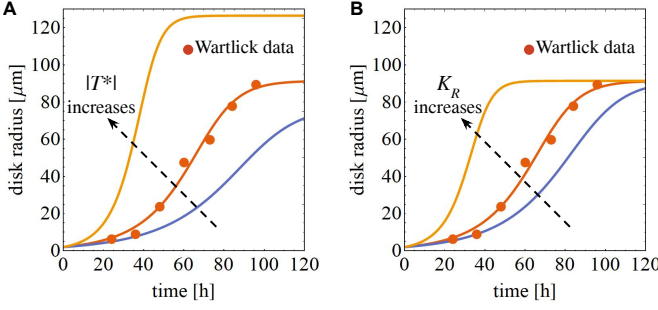 A
B
Wartlick data
|T*|
increases
disk radius [μm]
120
100
80
60
40
20
0
0 20 40 60 80 100 120
time [h]
Wartlick data
K_R
increases
disk radius [μm]
120
100
80
60
40
20
0
0 20 40 60 80 100 120
time [h]